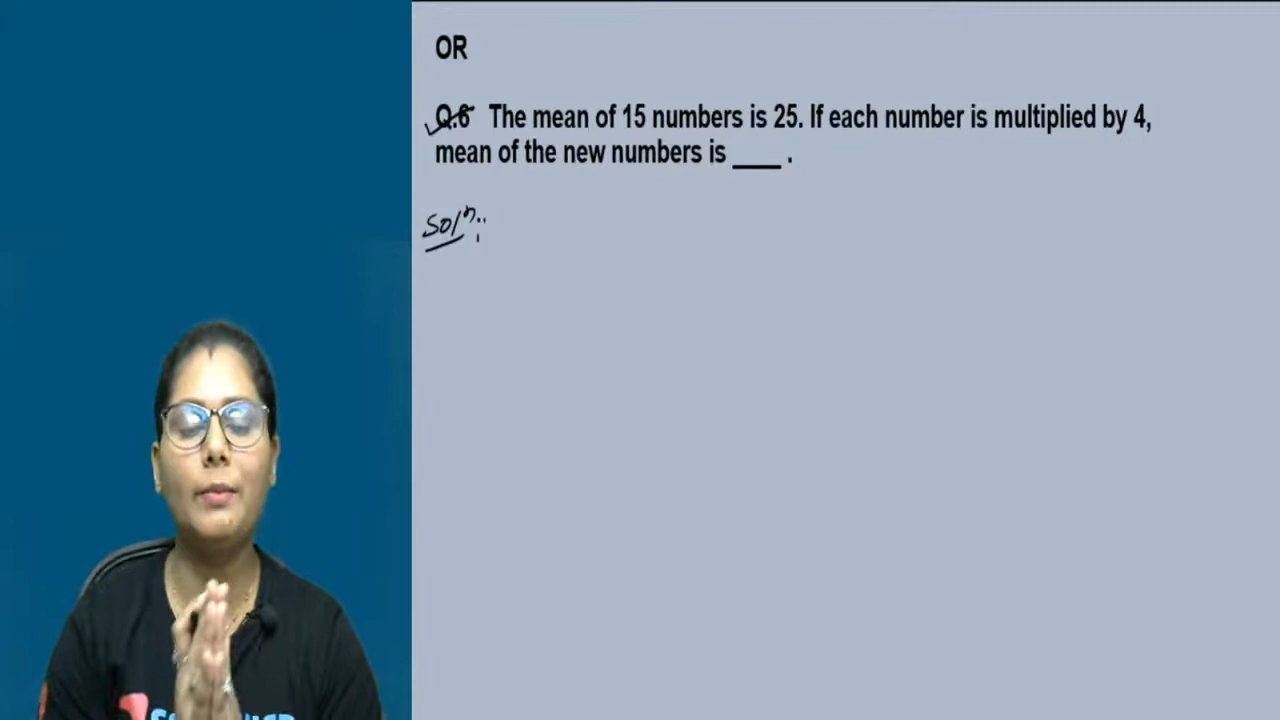 OR
Q.6 The mean of 15 numbers is 25. If each number is multiplied by 4,
mean of the new numbers is ____ .
Solⁿ: